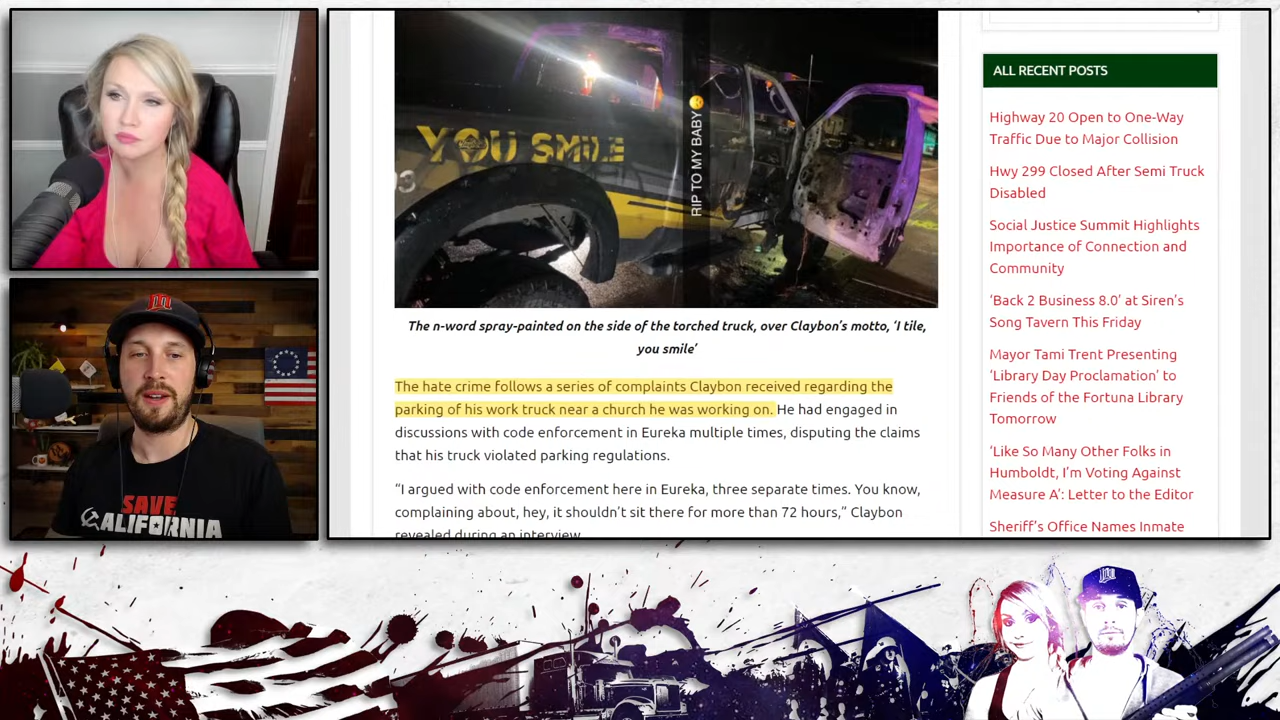 YOU SMILE
RIP TO MY BABY
The n-word spray-painted on the side of the torched truck, over Claybon’s motto, ‘I tile,
you smile’
The hate crime follows a series of complaints Claybon received regarding the
parking of his work truck near a church he was working on. He had engaged in
discussions with code enforcement in Eureka multiple times, disputing the claims
that his truck violated parking regulations.
“I argued with code enforcement here in Eureka, three separate times. You know,
complaining about, hey, it shouldn’t sit there for more than 72 hours,” Claybon
revealed during an interview.
ALL RECENT POSTS
Highway 20 Open to One-Way
Traffic Due to Major Collision
Hwy 299 Closed After Semi Truck
Disabled
Social Justice Summit Highlights
Importance of Connection and
Community
‘Back 2 Business 8.0’ at Siren’s
Song Tavern This Friday
Mayor Tami Trent Presenting
‘Library Day Proclamation’ to
Friends of the Fortuna Library
Tomorrow
‘Like So Many Other Folks in
Humboldt, I’m Voting Against
Measure A’: Letter to the Editor
Sheriff’s Office Names Inmate
SAVE
CALIFORNIA